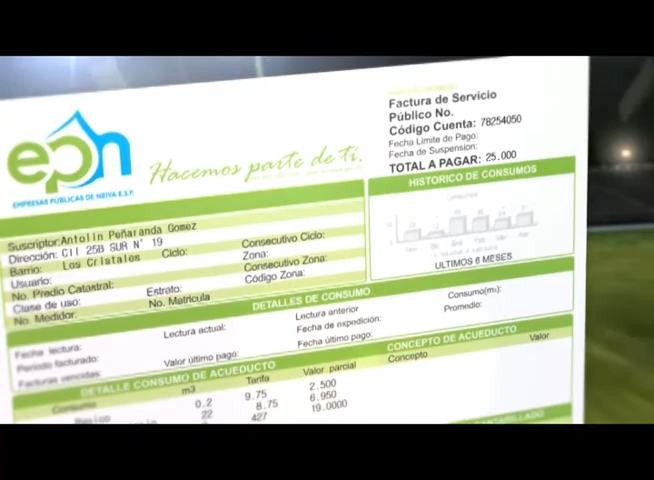 epn
EMPRESAS PÚBLICAS DE NEIVA E.S.P.
Hacemos parte de tí.
Factura de Servicio
Público No.
Código Cuenta: 78254050
Fecha Limite de Pago:
Fecha de Suspension:
TOTAL A PAGAR: 25.000
HISTORICO DE CONSUMOS
ULTIMOS 6 MESES
Suscriptor: Antolin Peñaranda Gomez
Dirección: Cll 25B SUR N° 19
Barrio: Los Cristales
Usuario: Ciclo: Consecutivo Ciclo:
Zona:
No. Predio Catastral: Consecutivo Zona:
Clase de uso: Estrato: Código Zona:
No. Medidor: No. Matricula
DETALLES DE CONSUMO
Fecha lectura: Lectura actual: Lectura anterior Consumo(m3):
Periodo facturado: Fecha de expedición: Promedio:
Facturas vencidas: Valor último pago: Fecha último pago:
DETALLE CONSUMO DE ACUEDUCTO
m3 Tarifa Valor parcial
Consumo 0.2 9.75 2.500
Basico 22 8.75 6.950
427 19.0000
CONCEPTO DE ACUEDUCTO
Concepto Valor